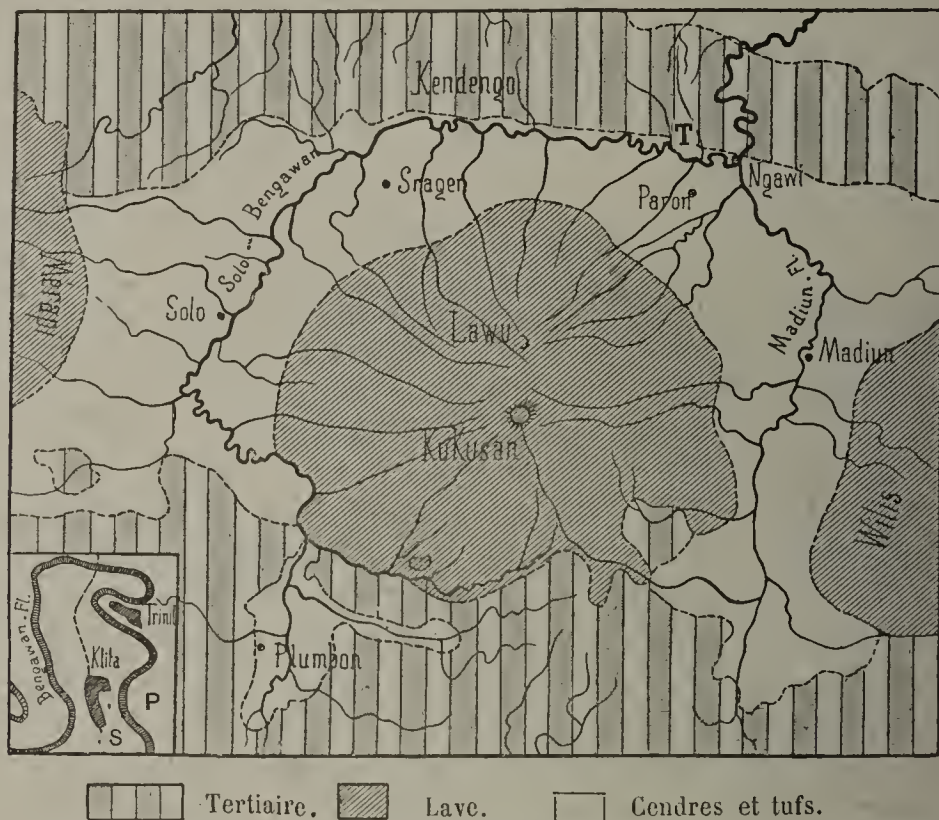 Kendengo
T
Bengawan
Sragen
Paron
Ngawi
Solo
Solo
Merapi
Lawu
Madiun Fl.
Madiun
Kukusan
Wilis
Bengawan Fl.
Trinil
Klita
P
S
Plumbon
Tertiaire. Lave. Cendres et tufs.